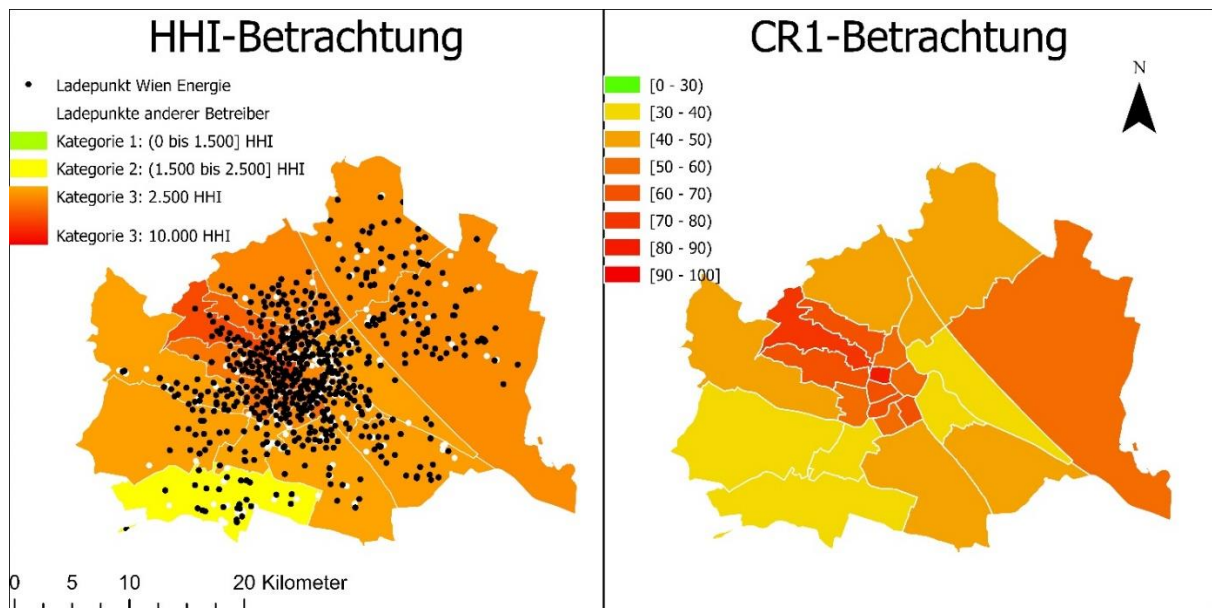 HHI-Betrachtung
Ladepunkt Wien Energie
Ladepunkte anderer Betreiber
Kategorie 1: (0 bis 1.500] HHI
Kategorie 2: (1.500 bis 2.500] HHI
Kategorie 3: 2.500 HHI
Kategorie 3: 10.000 HHI
0 5 10 20 Kilometer
CR1-Betrachtung
[0 - 30)
[30 - 40)
[40 - 50)
[50 - 60)
[60 - 70)
[70 - 80)
[80 - 90)
[90 - 100]
N